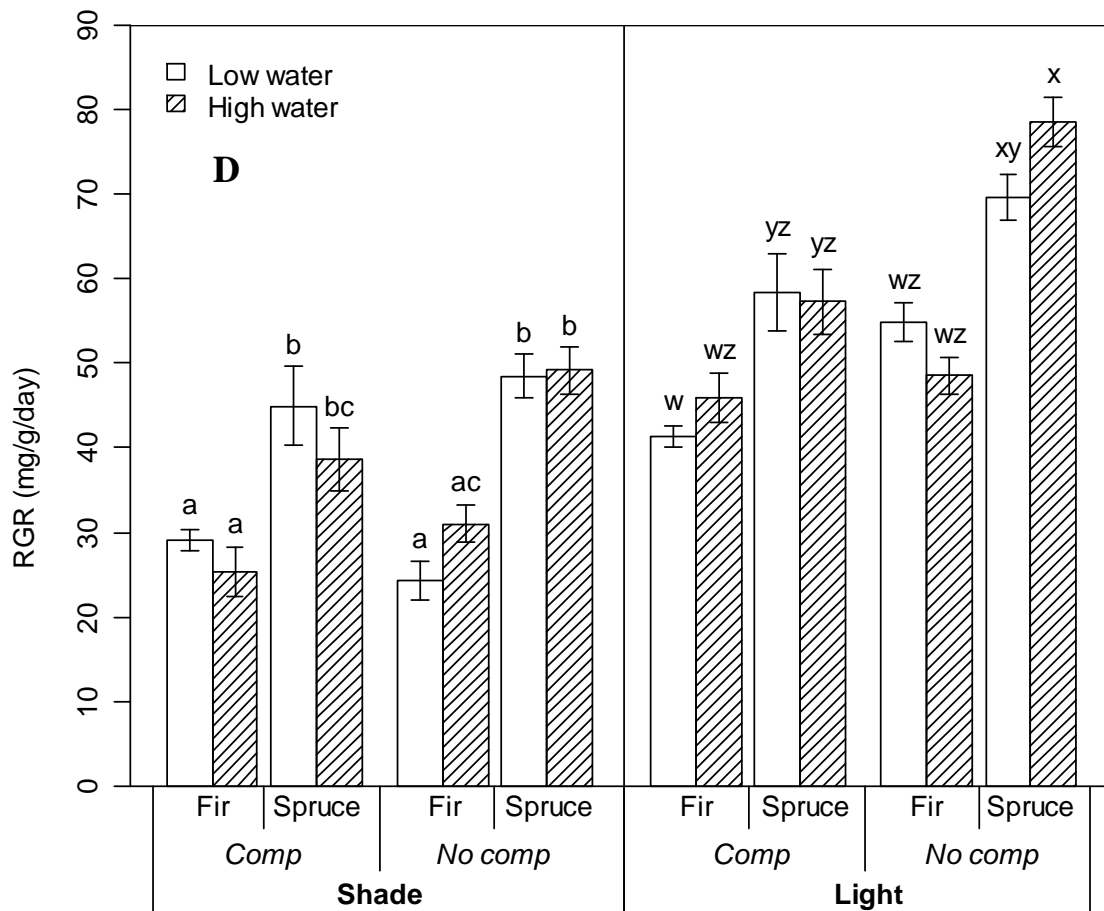 90
80
70
60
50
40
30
20
10
0
RGR (mg/g/day)
Low water
High water
D
a
a
b
bc
a
ac
b
b
w
wz
yz
yz
wz
wz
xy
x
Fir Spruce Fir Spruce Fir Spruce Fir Spruce
Comp No comp Comp No comp
Shade Light